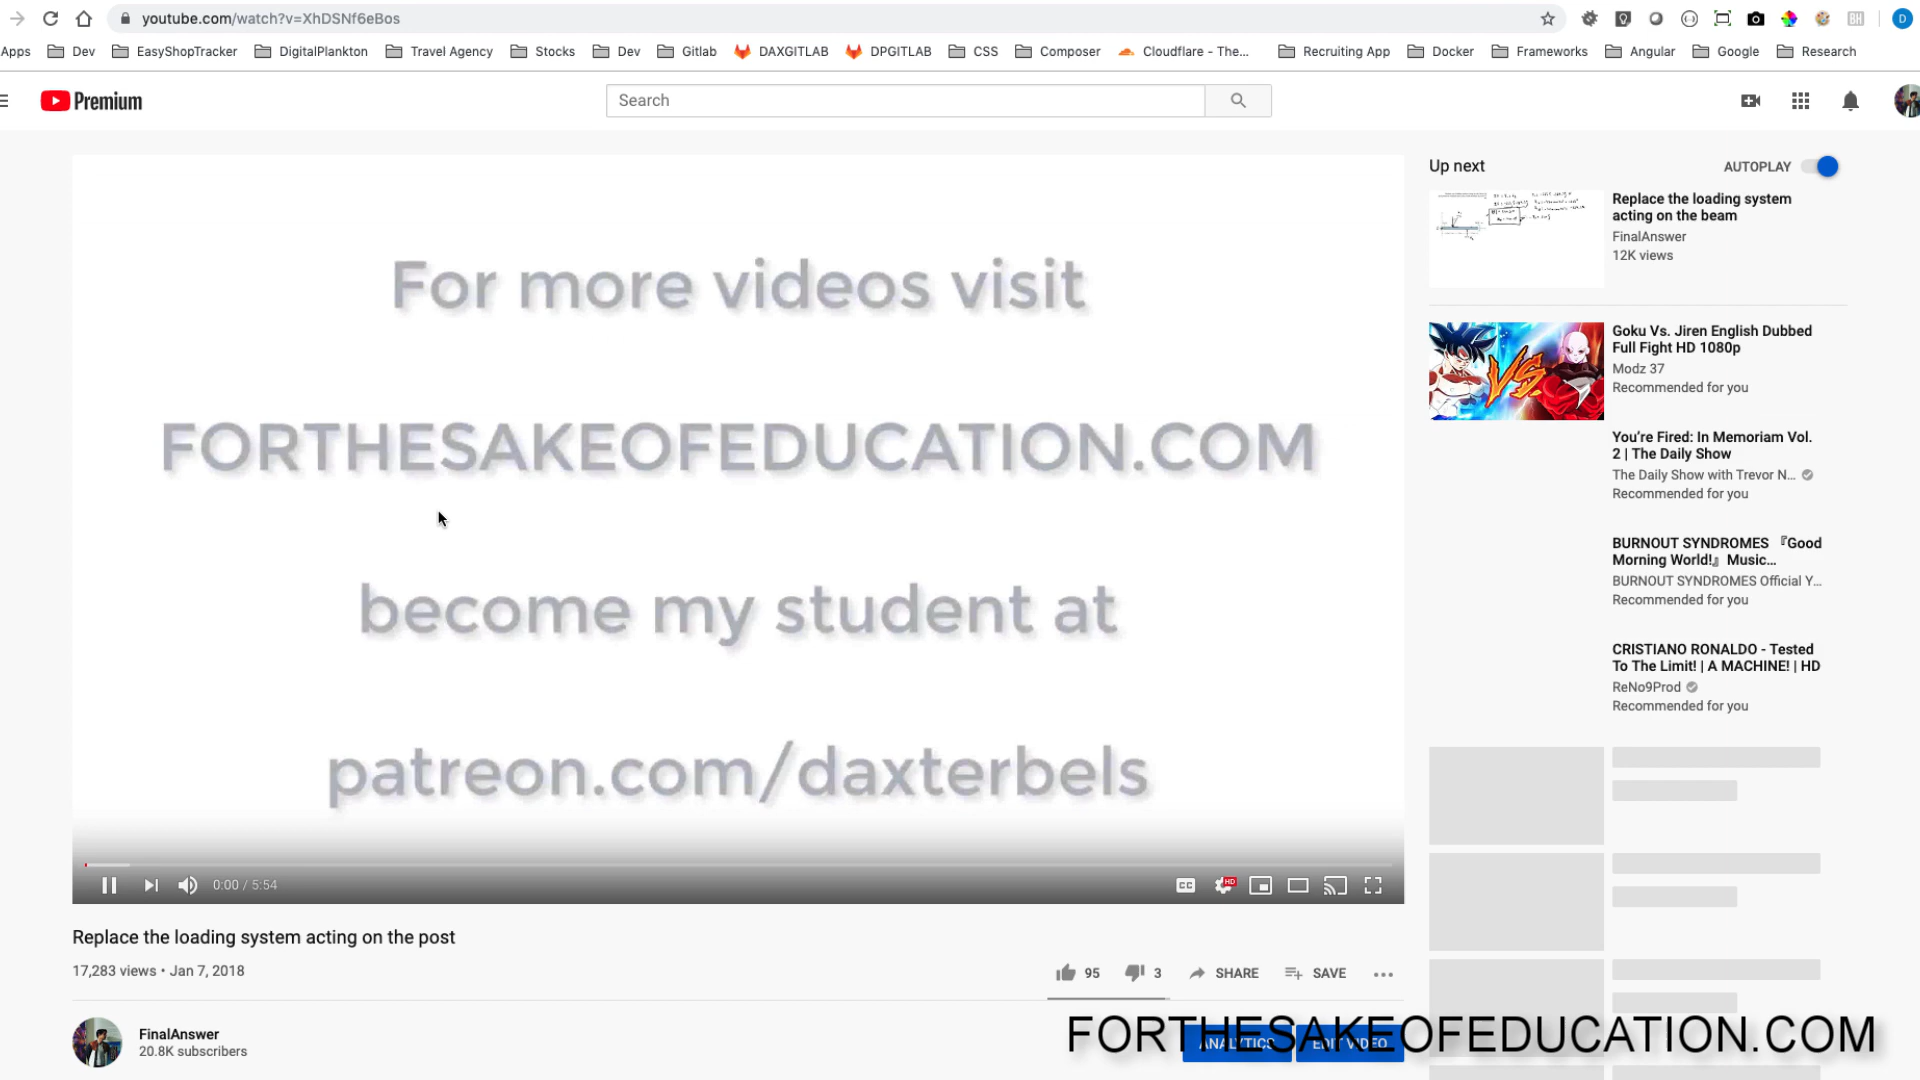 youtube.com/watch?v=XhDSNf6eBos
Apps Dev EasyShopTracker DigitalPlankton Travel Agency Stocks Dev Gitlab DAXGITLAB DPGITLAB CSS Composer Cloudflare - The... Recruiting App Docker Frameworks Angular Google Research
Premium
Search
For more videos visit
FORTHESAKEOFEDUCATION.COM
become my student at
patreon.com/daxterbels
0:00 / 5:54
CC
HD
Replace the loading system acting on the post
17,283 views • Jan 7, 2018
95 3 SHARE SAVE
FinalAnswer
20.8K subscribers
ANALYTICS EDIT VIDEO
Up next
AUTOPLAY
Replace the loading system
acting on the beam
FinalAnswer
12K views
VS.
Goku Vs. Jiren English Dubbed
Full Fight HD 1080p
Modz 37
Recommended for you
You're Fired: In Memoriam Vol.
2 | The Daily Show
The Daily Show with Trevor N...
Recommended for you
BURNOUT SYNDROMES 『Good
Morning World!』 Music...
BURNOUT SYNDROMES Official Y...
Recommended for you
CRISTIANO RONALDO - Tested
To The Limit! | A MACHINE! | HD
ReNo9Prod
Recommended for you
FORTHESAKEOFEDUCATION.COM